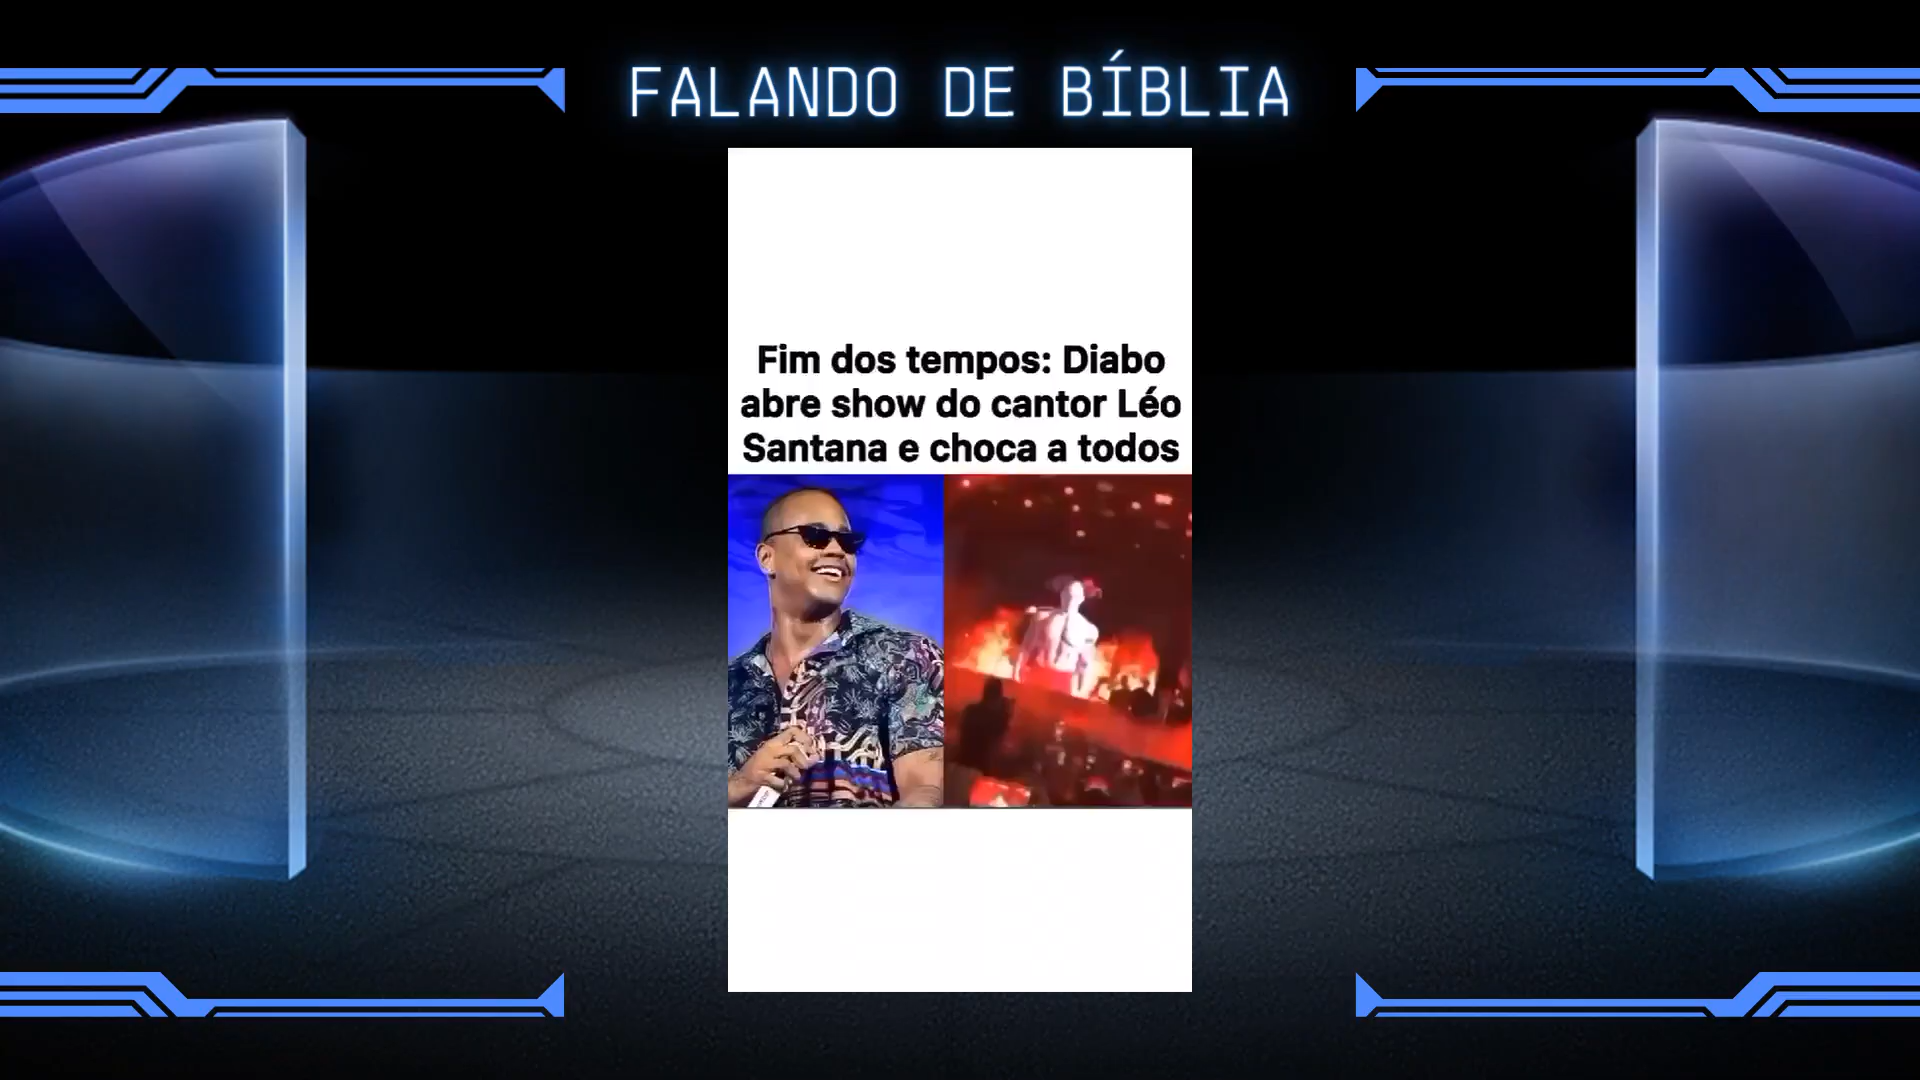 FALANDO DE BÍBLIA
Fim dos tempos: Diabo
abre show do cantor Léo
Santana e choca a todos